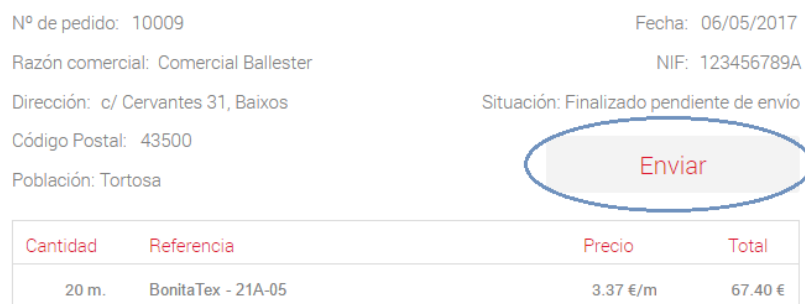 Nº de pedido: 10009 Fecha: 06/05/2017
Razón comercial: Comercial Ballester NIF: 123456789A
Dirección: c/ Cervantes 31, Baixos Situación: Finalizado pendiente de envío
Código Postal: 43500
Enviar
Población: Tortosa
Cantidad Referencia Precio Total
20 m. BonitaTex - 21A-05 3.37 €/m 67.40 €